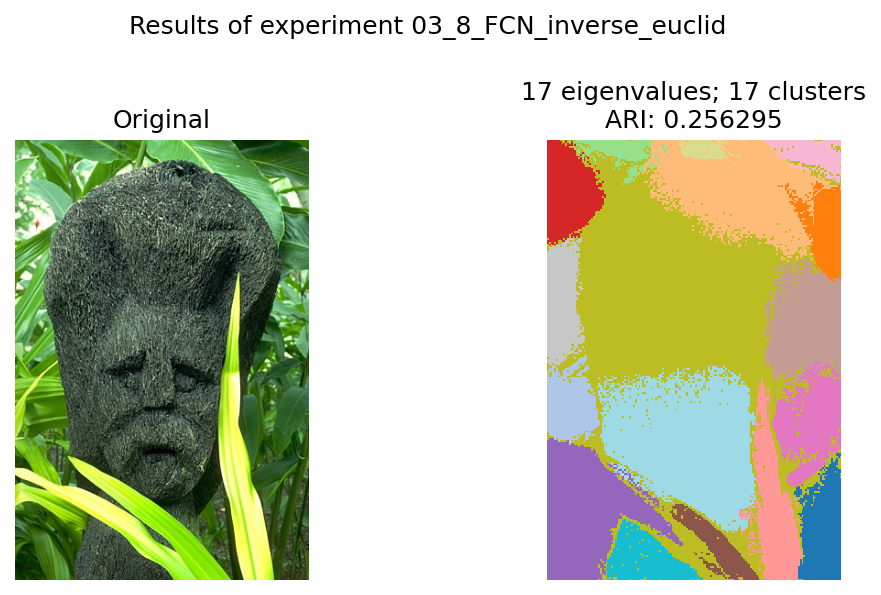 Results of experiment 03_8_FCN_inverse_euclid
Original
17 eigenvalues; 17 clusters
ARI: 0.256295